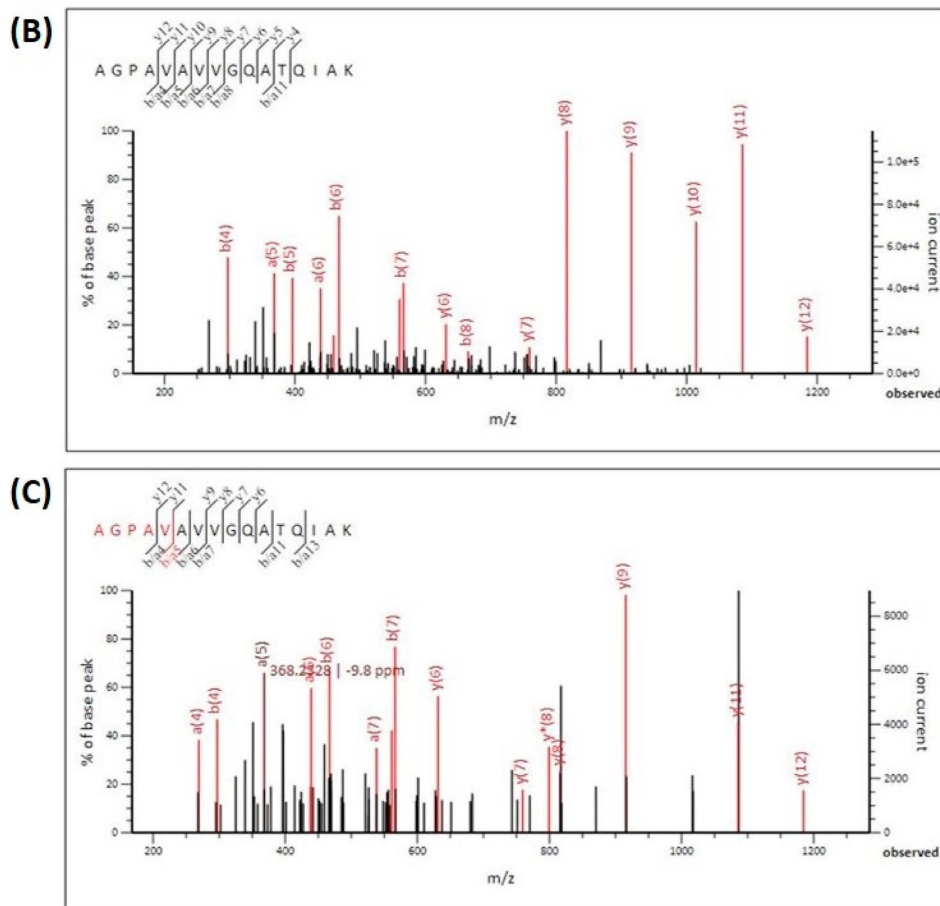 (B)
y12 y11 y10 y9 y8 y7 y6 y5 y4
A G P A V A V V G Q A T Q I A K
b/a4 b/a5 b/a6 b/a7 b/a8 b/a11
% of base peak
100
80
60
40
20
0
b(4)
a(5)
b(5)
a(6)
b(6)
b(7)
y(6)
b(8)
y(7)
y(8)
y(9)
y(10)
y(11)
y(12)
1.0e+5
8.0e+4
6.0e+4
4.0e+4
2.0e+4
0.0e+0
ion current
200 400 600 800 1000 1200 observed
m/z
(C)
y12 y11 y9 y8 y7 y6
A G P A V A V V G Q A T Q I A K
b/a4 b/a5 b/a6 b/a7 b/a11 b/a13
% of base peak
100
80
60
40
20
0
a(4)
b(4)
a(5)
368.2328 | -9.8 ppm
a(6)
b(6)
a(7)
b(7)
y(6)
y(7)
y*(8)
y(8)
y(9)
y(11)
y(12)
8000
6000
4000
2000
0
ion current
200 400 600 800 1000 1200 observed
m/z